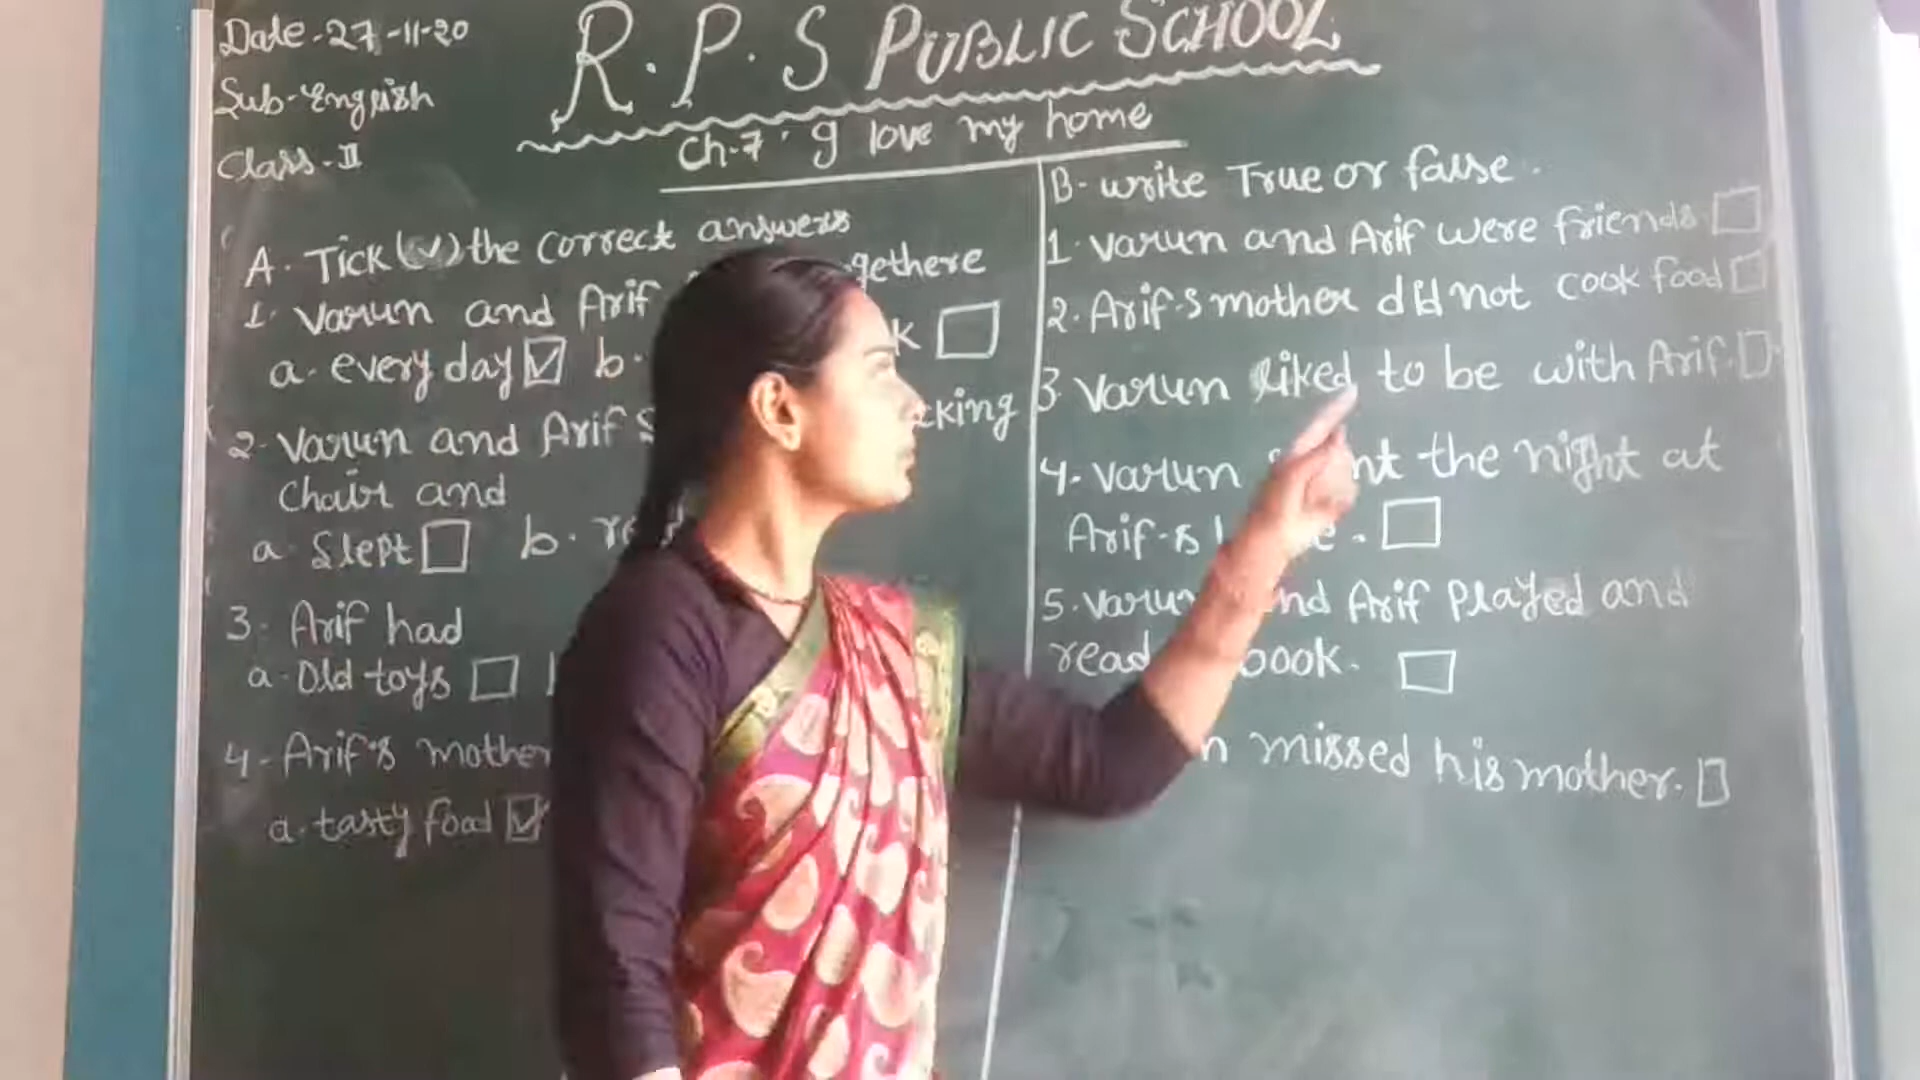 Date-27-11-20
Sub-English
Class-II
R.P.S PUBLIC SCHOOL
Ch-7 I love my home
A. Tick (✓) the correct answers
1. Varun and Arif gethere
a. every day ☑ b. k ☐
2- Varun and Arif S cking
Chair and
a. Slept ☐ b. re
3. Arif had
a. Old toys ☐
4- Arif's mother
a. tasty food ☑
B- write True or false.
1. Varun and Arif were friends ☐
2. Arif-s mother did not cook food ☐
3 Varun liked to be with Arif. ☐
4- Varun nt the night at
Arif-s e. ☐
5. Varun nd Arif Played and
read book. ☐
n missed his mother. ☐